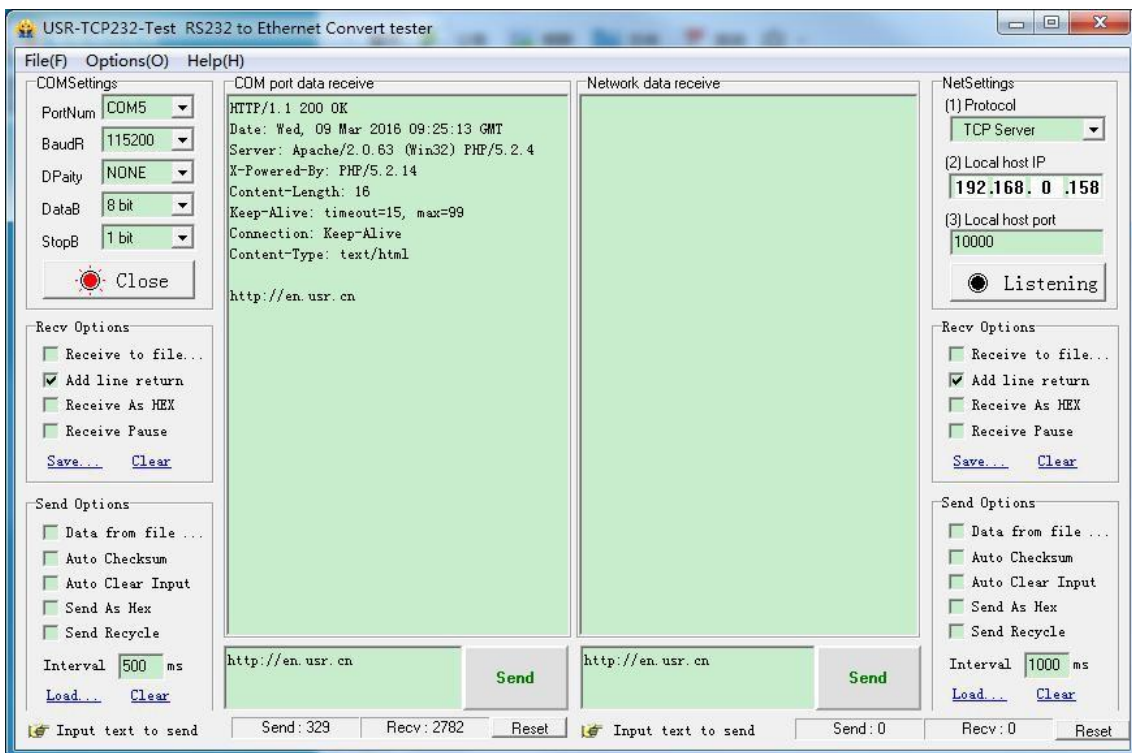 USR-TCP232-Test RS232 to Ethernet Convert tester
File(F) Options(O) Help(H)
COMSettings
PortNum COM5
BaudR 115200
DPaity NONE
DataB 8 bit
StopB 1 bit
Close
Recv Options
Receive to file...
Add line return
Receive As HEX
Receive Pause
Save... Clear
Send Options
Data from file ...
Auto Checksum
Auto Clear Input
Send As Hex
Send Recycle
Interval 500 ms
Load... Clear
Input text to send
COM port data receive
HTTP/1.1 200 OK
Date: Wed, 09 Mar 2016 09:25:13 GMT
Server: Apache/2.0.63 (Win32) PHP/5.2.4
X-Powered-By: PHP/5.2.14
Content-Length: 16
Keep-Alive: timeout=15, max=99
Connection: Keep-Alive
Content-Type: text/html
http://en.usr.cn
http://en.usr.cn
Send
Send : 329 Recv : 2782 Reset
Network data receive
http://en.usr.cn
Send
Input text to send Send : 0 Recv : 0 Reset
NetSettings
(1) Protocol
TCP Server
(2) Local host IP
192.168. 0 .158
(3) Local host port
10000
Listening
Recv Options
Receive to file...
Add line return
Receive As HEX
Receive Pause
Save... Clear
Send Options
Data from file ...
Auto Checksum
Auto Clear Input
Send As Hex
Send Recycle
Interval 1000 ms
Load... Clear